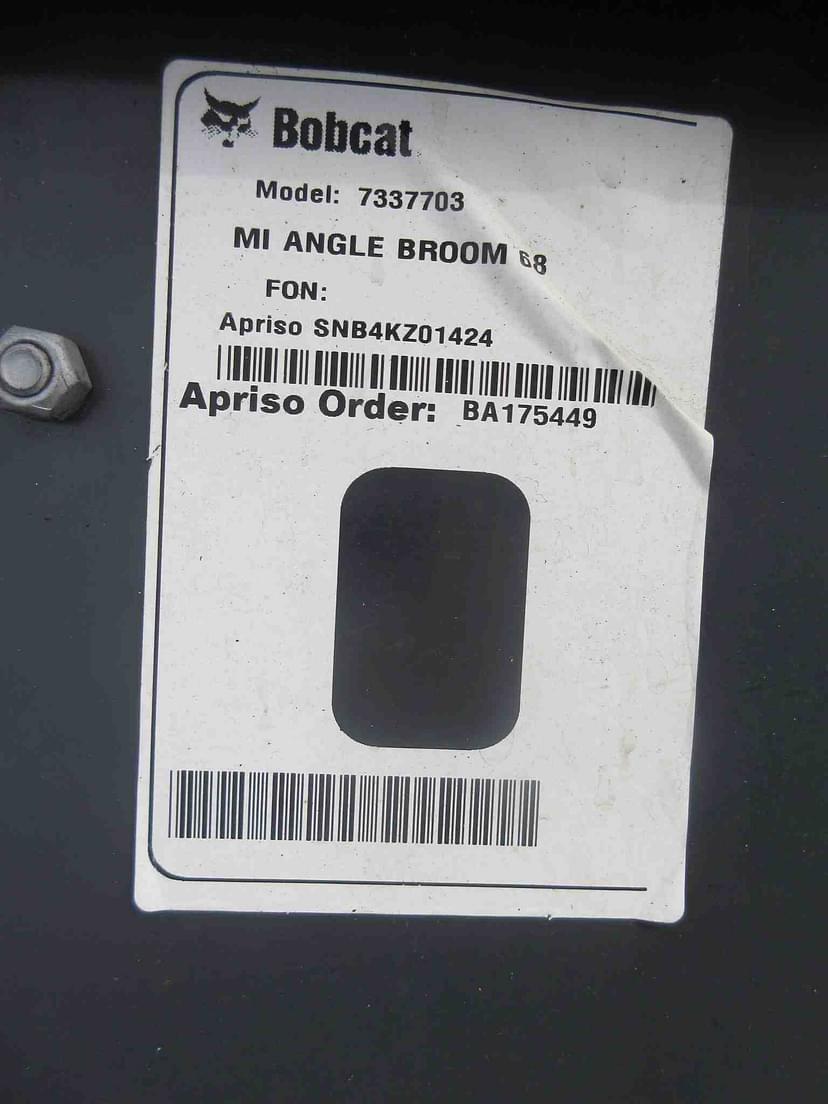 Bobcat
Model: 7337703
MI ANGLE BROOM 68
FON:
Apriso SNB4KZ01424
Apriso Order: BA175449